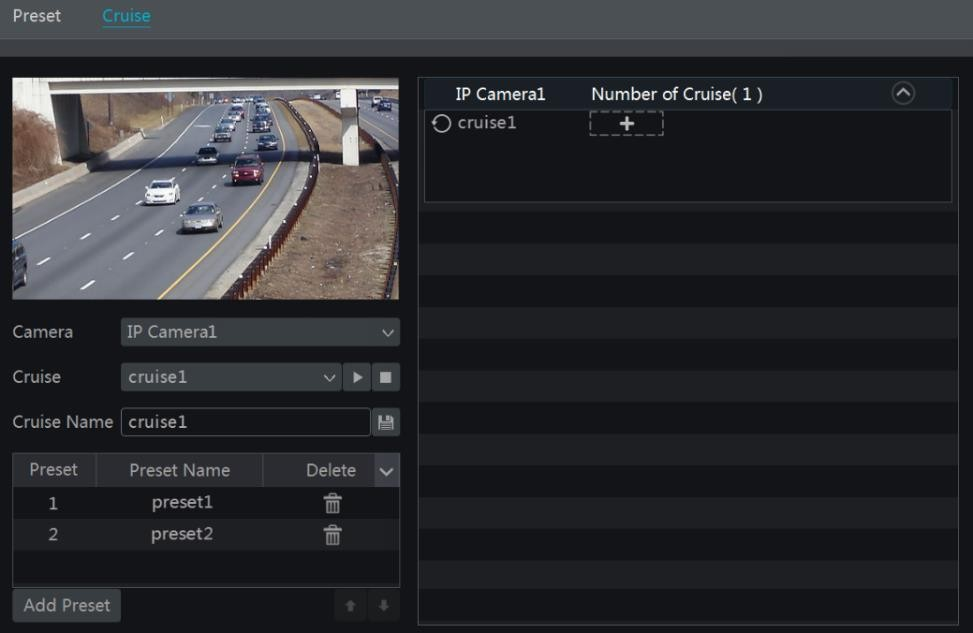 Preset Cruise
IP Camera1 Number of Cruise( 1 )
cruise1 +
Camera IP Camera1
Cruise cruise1
Cruise Name cruise1
Preset Preset Name Delete
1 preset1
2 preset2
Add Preset